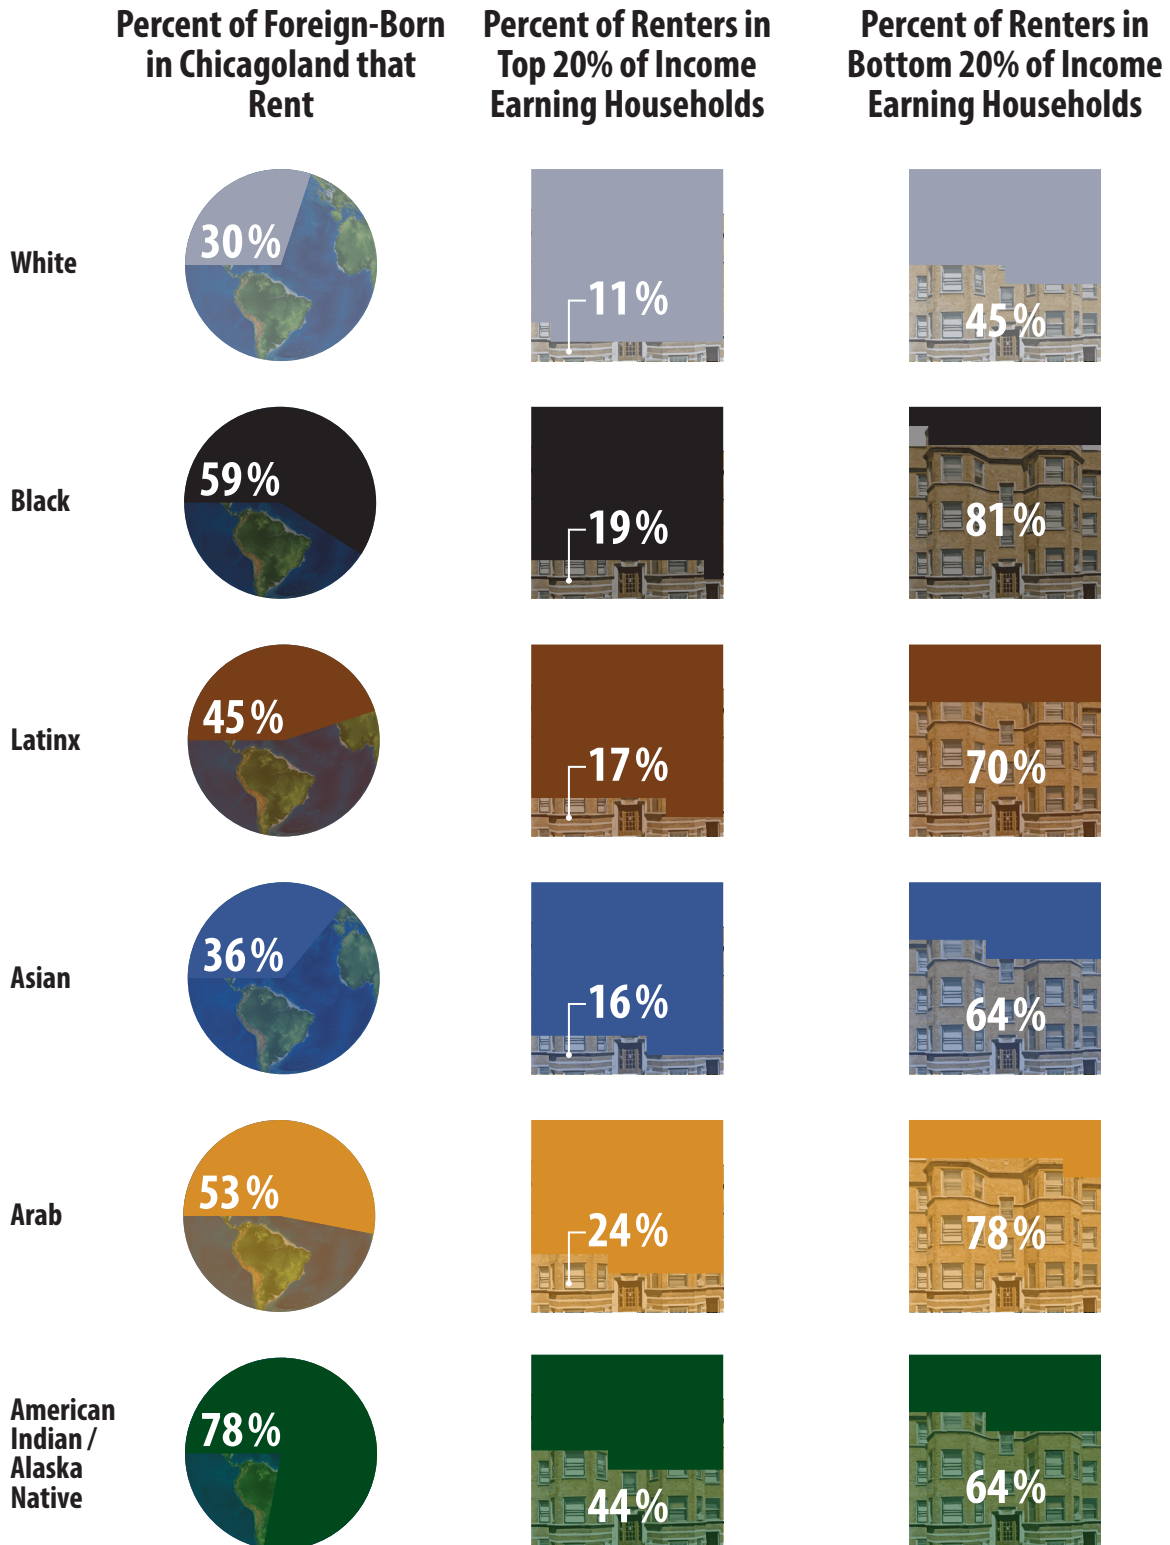 Percent of Foreign-Born
in Chicagoland that
Rent
Percent of Renters in
Top 20% of Income
Earning Households
Percent of Renters in
Bottom 20% of Income
Earning Households
White
30%
11%
45%
Black
59%
19%
81%
Latinx
45%
17%
70%
Asian
36%
16%
64%
Arab
53%
24%
78%
American
Indian /
Alaska
Native
78%
44%
64%